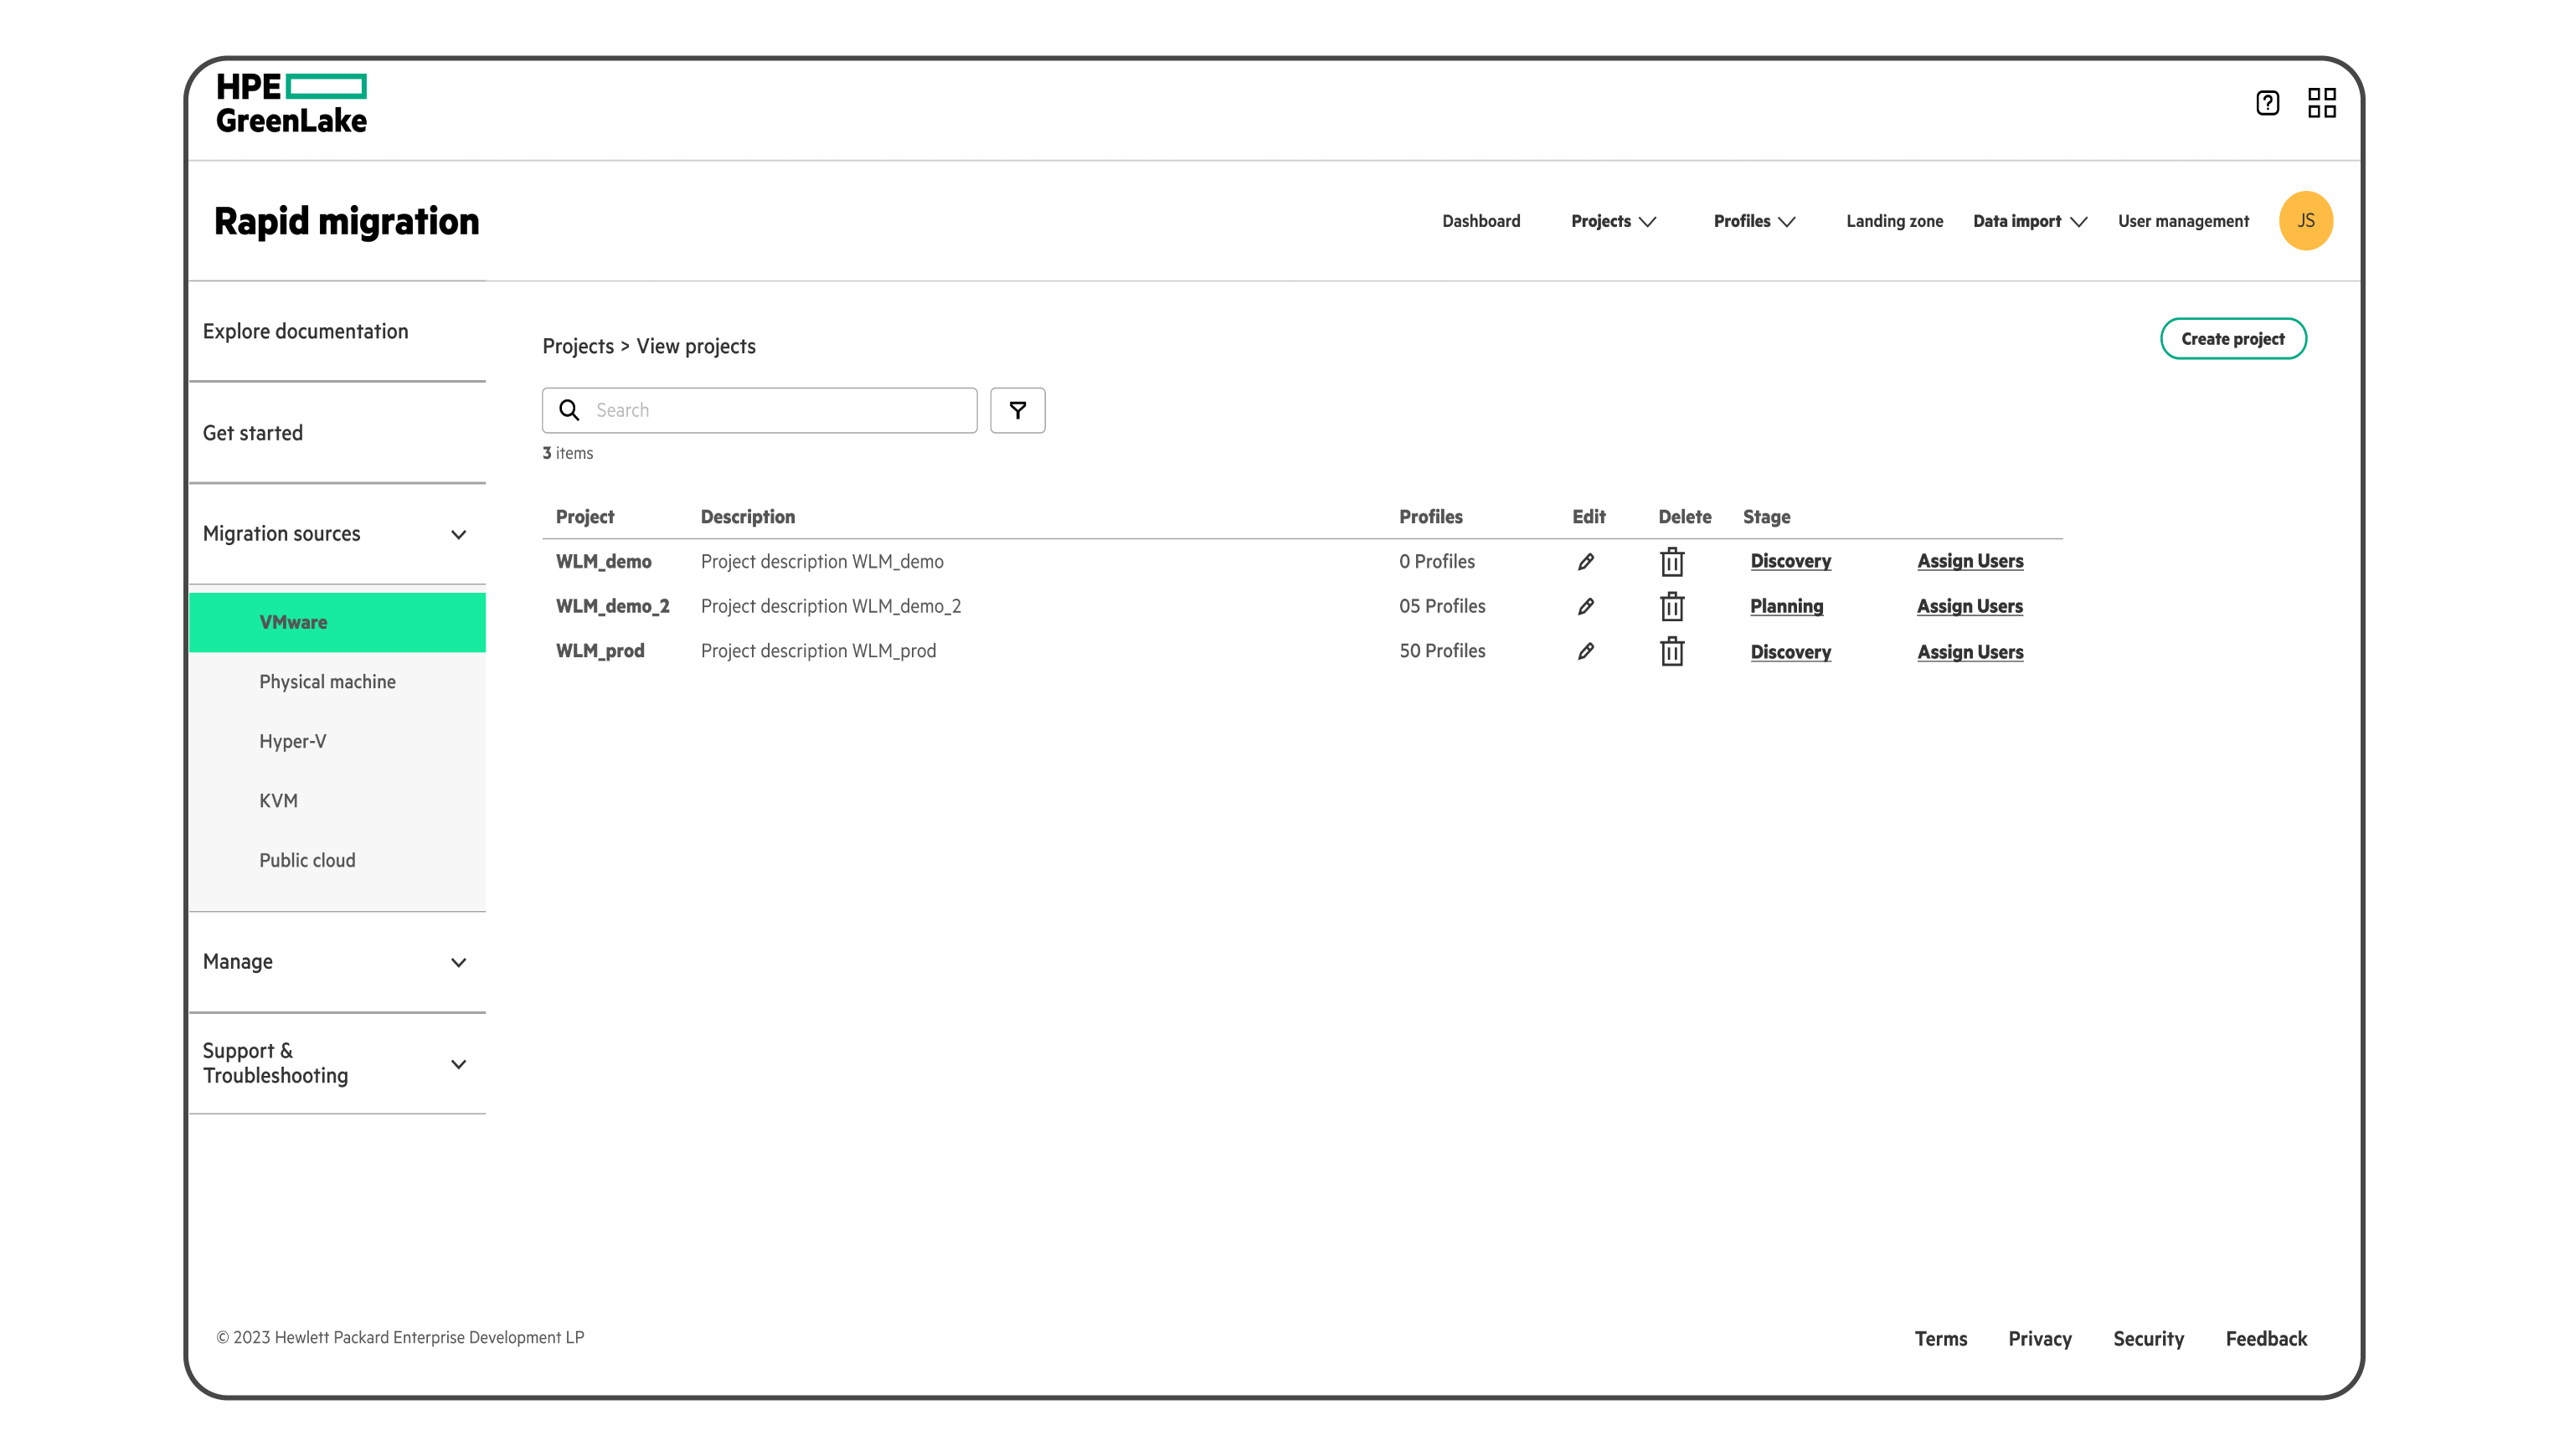 HPE
GreenLake
Rapid migration
Dashboard Projects Profiles Landing zone Data import User management JS
Explore documentation
Get started
Migration sources
VMware
Physical machine
Hyper-V
KVM
Public cloud
Manage
Support &
Troubleshooting
Projects > View projects
Create project
Search
3 items
Project Description Profiles Edit Delete Stage
WLM_demo Project description WLM_demo 0 Profiles Discovery Assign Users
WLM_demo_2 Project description WLM_demo_2 05 Profiles Planning Assign Users
WLM_prod Project description WLM_prod 50 Profiles Discovery Assign Users
© 2023 Hewlett Packard Enterprise Development LP
Terms Privacy Security Feedback